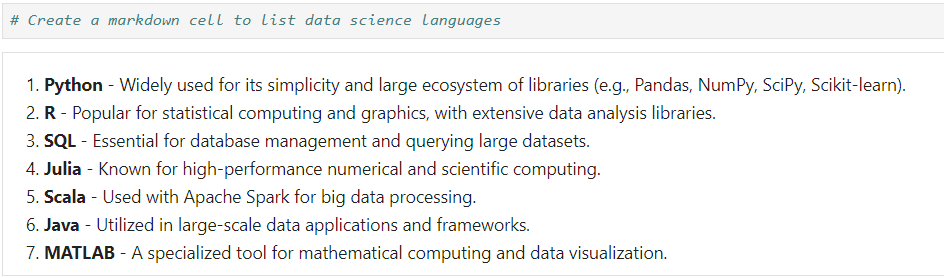 # Create a markdown cell to list data science languages
1. Python - Widely used for its simplicity and large ecosystem of libraries (e.g., Pandas, NumPy, SciPy, Scikit-learn).
2. R - Popular for statistical computing and graphics, with extensive data analysis libraries.
3. SQL - Essential for database management and querying large datasets.
4. Julia - Known for high-performance numerical and scientific computing.
5. Scala - Used with Apache Spark for big data processing.
6. Java - Utilized in large-scale data applications and frameworks.
7. MATLAB - A specialized tool for mathematical computing and data visualization.